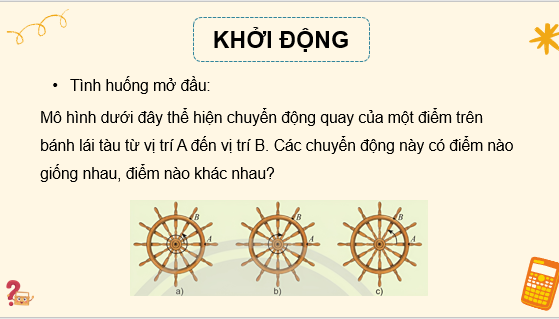 KHỞI ĐỘNG
• Tình huống mở đầu:
Mô hình dưới đây thể hiện chuyển động quay của một điểm trên
bánh lái tàu từ vị trí A đến vị trí B. Các chuyển động này có điểm nào
giống nhau, điểm nào khác nhau?
B B B
A A A
a) b) c)